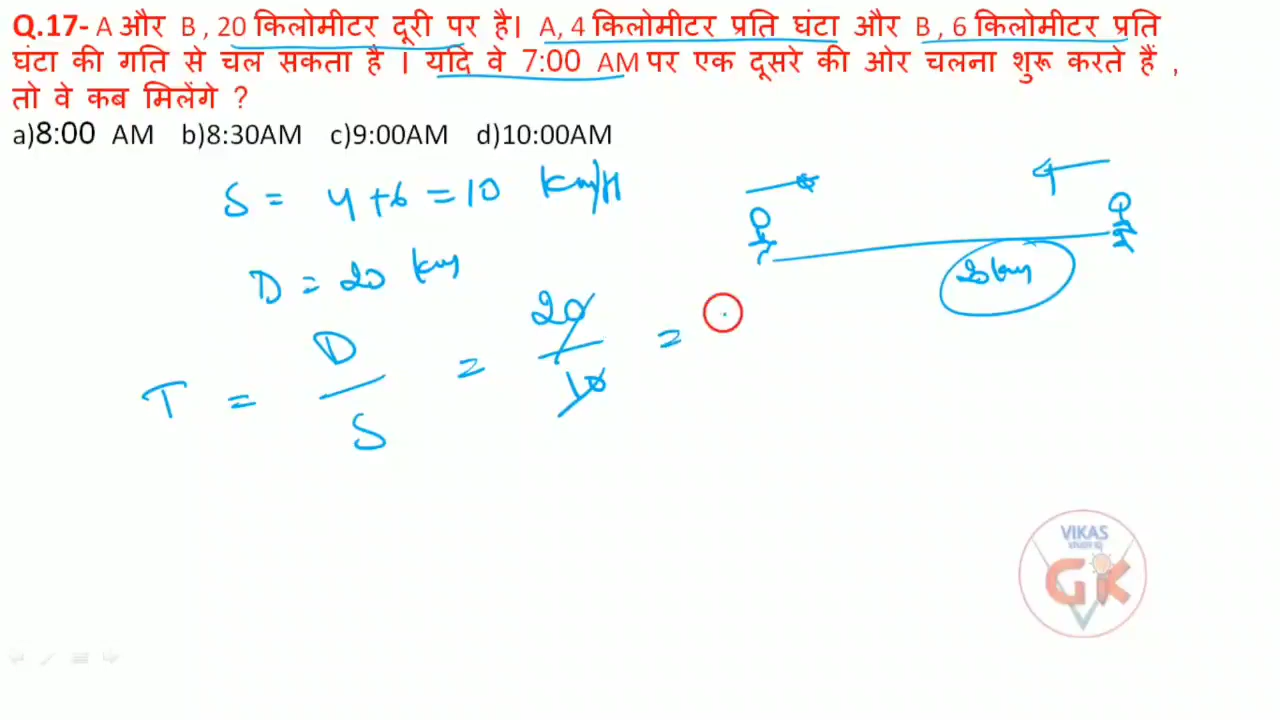 Q.17- A और B , 20 किलोमीटर दूरी पर है। A, 4 किलोमीटर प्रति घंटा और B , 6 किलोमीटर प्रति
घंटा की गति से चल सकता है । यदि वे 7:00 AM पर एक दूसरे की ओर चलना शुरू करते हैं ,
तो वे कब मिलेंगे ?
a)8:00 AM b)8:30AM c)9:00AM d)10:00AM
S = 4+6 = 10 km/H
D = 20 km
20 km
T = D/S = 20/10 =
VIKAS
GK